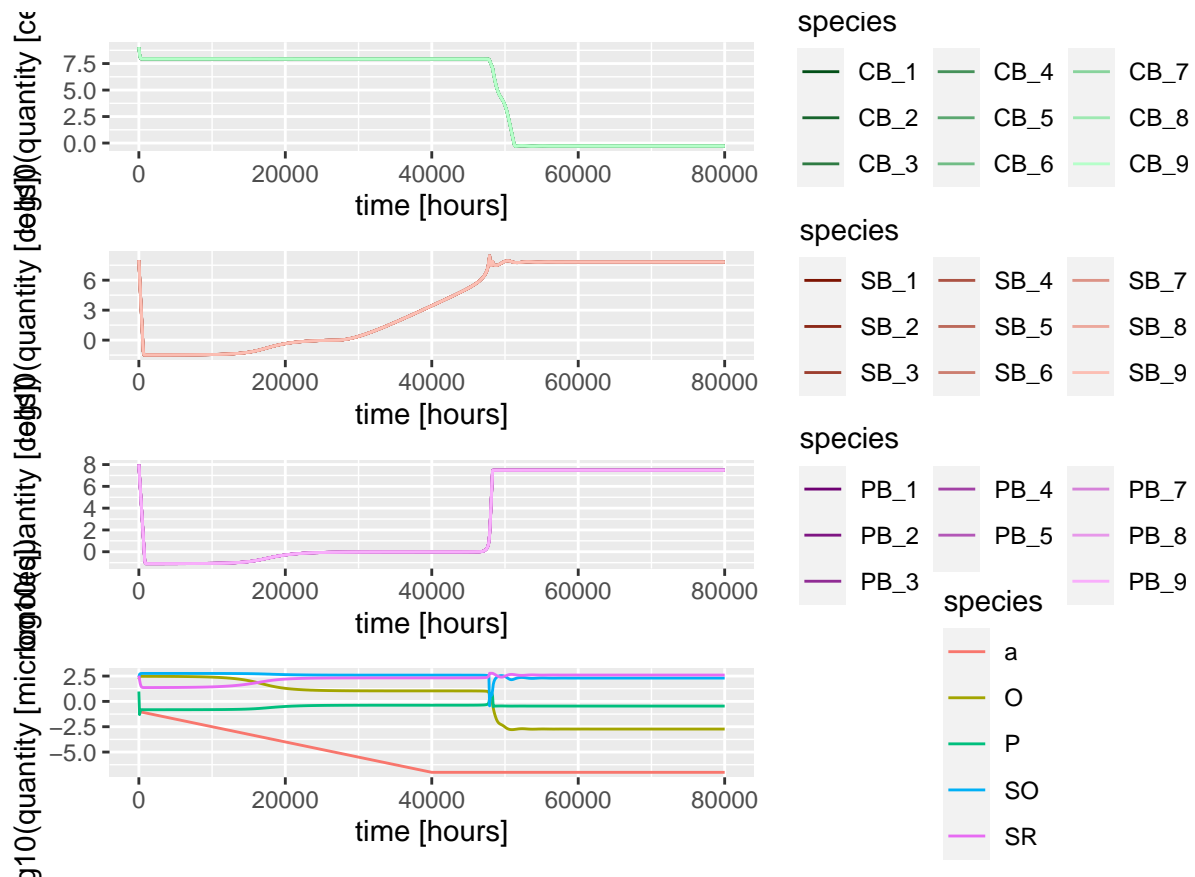 species
CB_1 CB_4 CB_7
CB_2 CB_5 CB_8
CB_3 CB_6 CB_9
7.5
5.0
2.5
0.0
0 20000 40000 60000 80000
time [hours]
species
SB_1 SB_4 SB_7
SB_2 SB_5 SB_8
SB_3 SB_6 SB_9
6
3
0
0 20000 40000 60000 80000
time [hours]
species
PB_1 PB_4 PB_7
PB_2 PB_5 PB_8
PB_3 PB_9
8
6
4
2
0
0 20000 40000 60000 80000
time [hours]
species
a
O
P
SO
SR
2.5
0.0
−2.5
−5.0
0 20000 40000 60000 80000
time [hours]